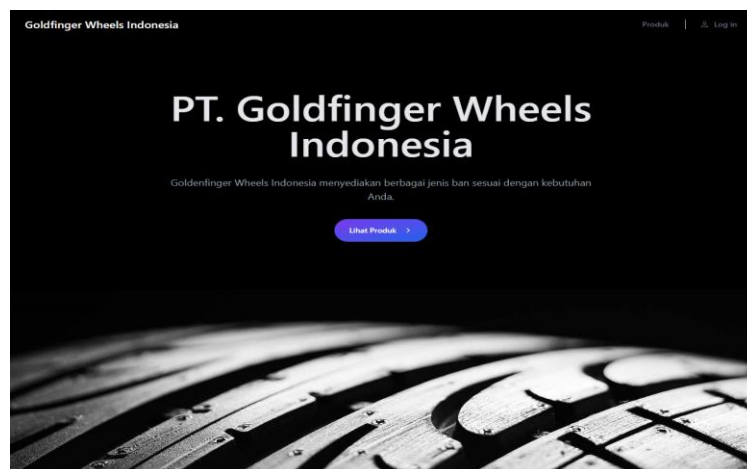 Goldfinger Wheels Indonesia
Produk
Log in
PT. Goldfinger Wheels
Indonesia
Goldenfinger Wheels Indonesia menyediakan berbagai jenis ban sesuai dengan kebutuhan
Anda.
Lihat Produk